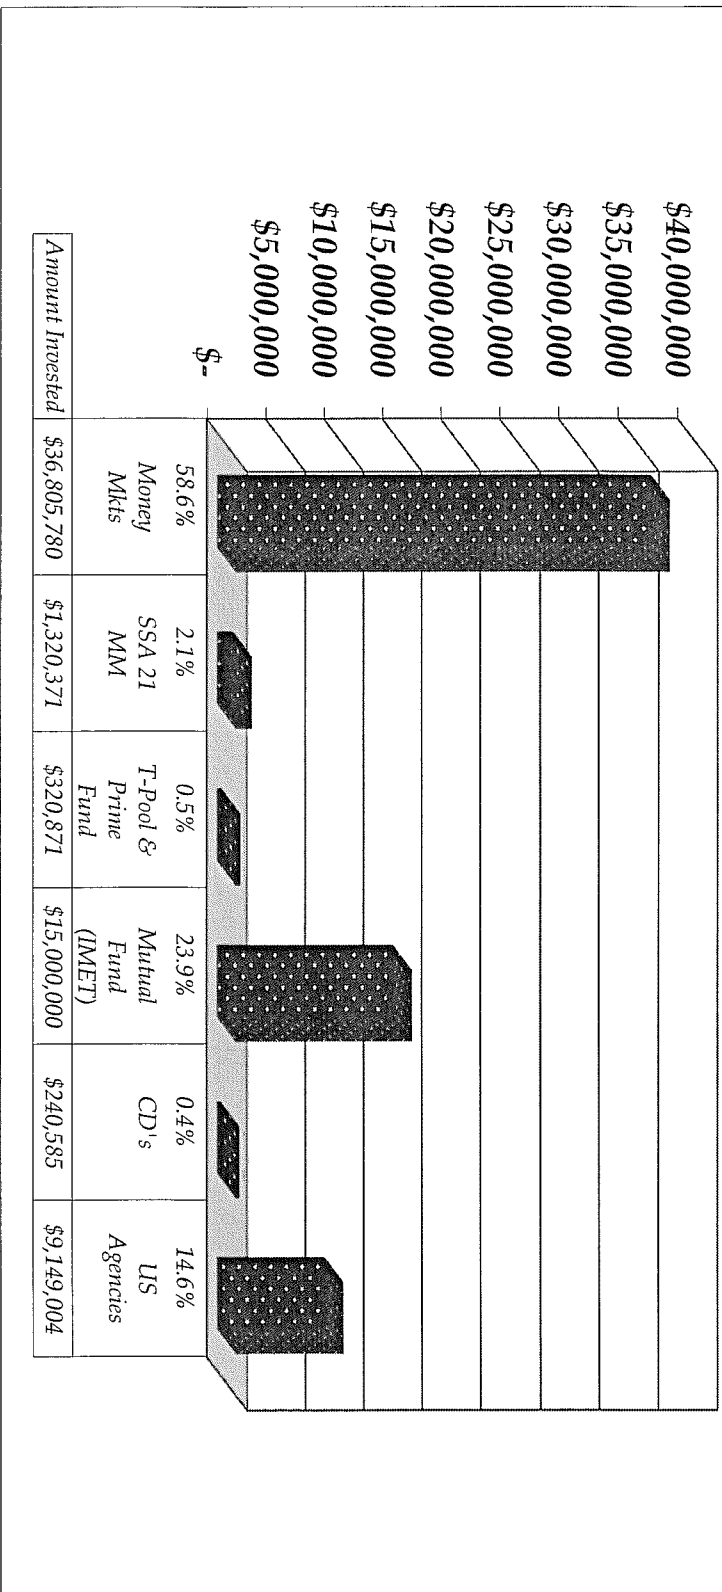 $40,000,000
$35,000,000
$30,000,000
$25,000,000
$20,000,000
$15,000,000
$10,000,000
$5,000,000
$-
58.6%
Money
Mkts
2.1%
SSA 21
MM
0.5%
T-Pool &
Prime
Fund
23.9%
Mutual
Fund
(IMET)
0.4%
CD's
14.6%
US
Agencies
Amount Invested $36,805,780 $1,320,371 $320,871 $15,000,000 $240,585 $9,149,004